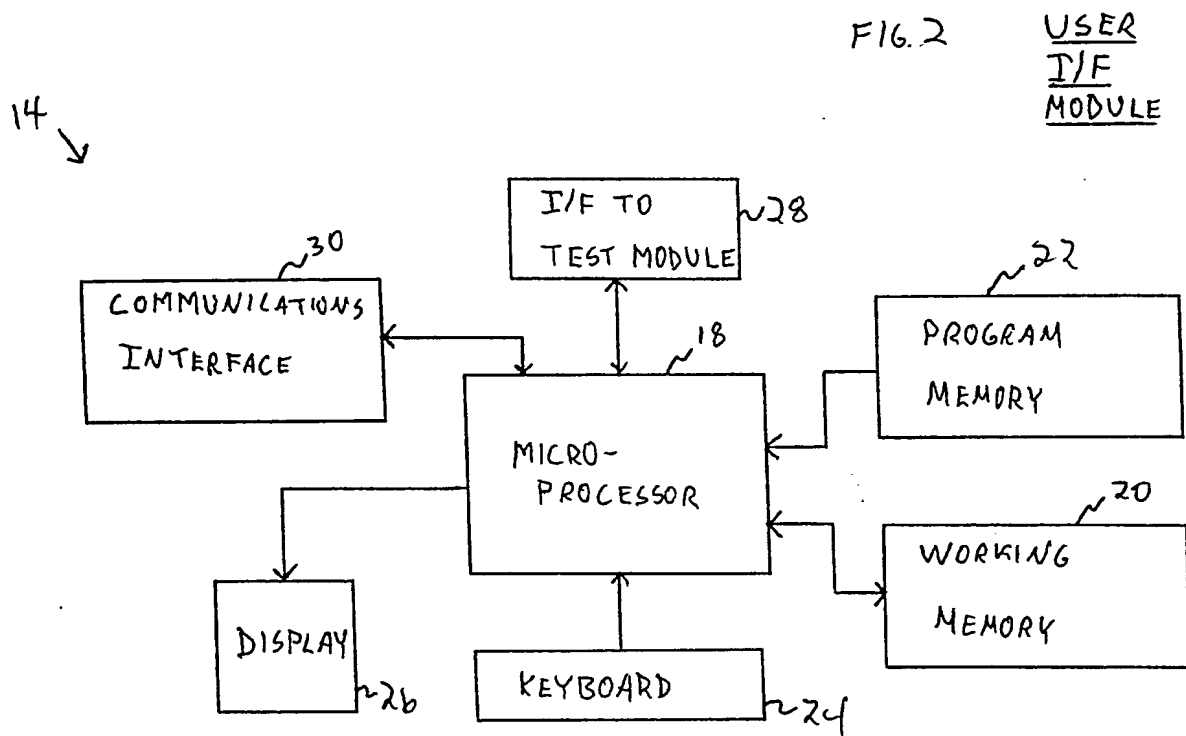 FIG. 2
USER
I/F
MODULE
14
I/F TO
TEST MODULE
28
30
COMMUNICATIONS
INTERFACE
22
PROGRAM
MEMORY
18
MICRO-
PROCESSOR
20
WORKING
MEMORY
DISPLAY
26
KEYBOARD
24